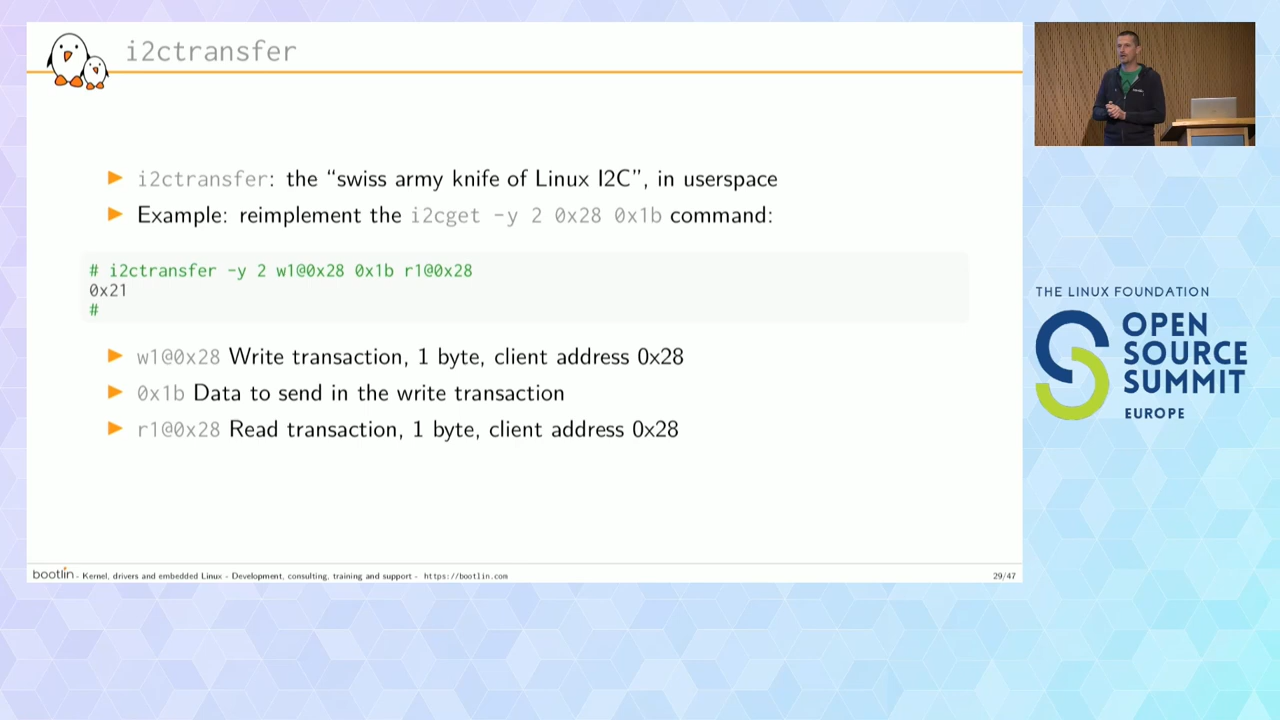 i2ctransfer
▶ i2ctransfer: the “swiss army knife of Linux I2C”, in userspace
▶ Example: reimplement the i2cget -y 2 0x28 0x1b command:
# i2ctransfer -y 2 w1@0x28 0x1b r1@0x28
0x21
#
▶ w1@0x28 Write transaction, 1 byte, client address 0x28
▶ 0x1b Data to send in the write transaction
▶ r1@0x28 Read transaction, 1 byte, client address 0x28
bootlin - Kernel, drivers and embedded Linux - Development, consulting, training and support - https://bootlin.com
29/47
THE LINUX FOUNDATION
OPEN
SOURCE
SUMMIT
EUROPE